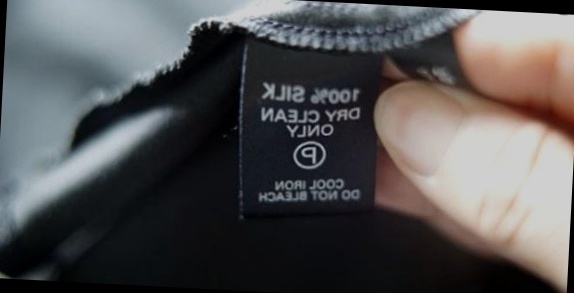 100% SILK
DRY CLEAN
ONLY
P
COOL IRON
DO NOT BLEACH